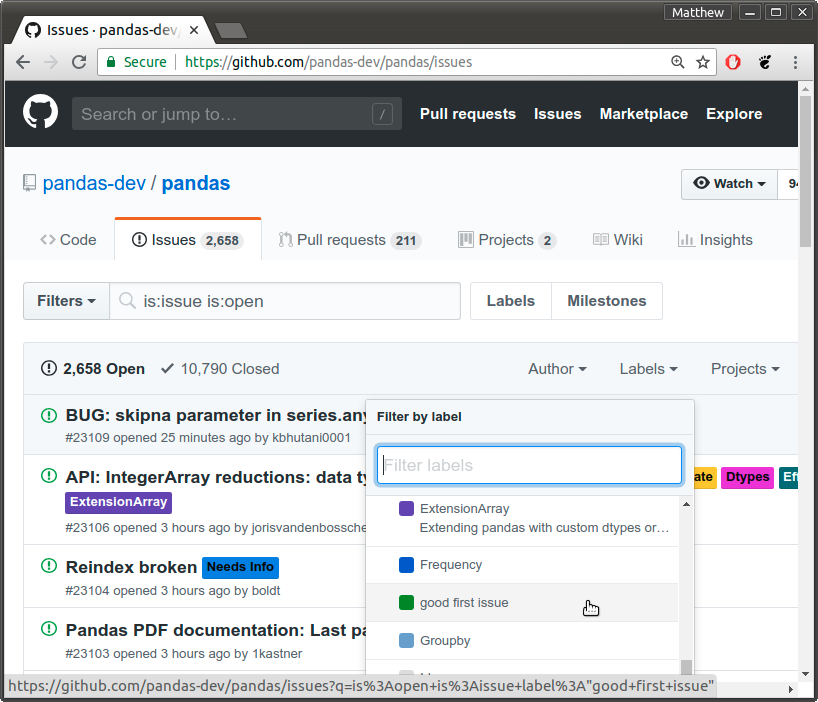 Matthew
Issues · pandas-dev
Secure https://github.com/pandas-dev/pandas/issues
Search or jump to… / Pull requests Issues Marketplace Explore
pandas-dev / pandas Watch
Code Issues 2,658 Pull requests 211 Projects 2 Wiki Insights
Filters is:issue is:open Labels Milestones
2,658 Open 10,790 Closed Author Labels Projects
BUG: skipna parameter in series.any
#23109 opened 25 minutes ago by kbhutani0001
Filter by label
Filter labels
API: IntegerArray reductions: data Dtypes
ExtensionArray
#23106 opened 3 hours ago by jorisvandenbossche
ExtensionArray
Extending pandas with custom dtypes or…
Reindex broken Needs Info
#23104 opened 3 hours ago by boldt
Frequency
good first issue
Groupby
Pandas PDF documentation: Last
#23103 opened 3 hours ago by 1kastner
https://github.com/pandas-dev/pandas/issues?q=is%3Aopen+is%3Aissue+label%3A"good+first+issue"